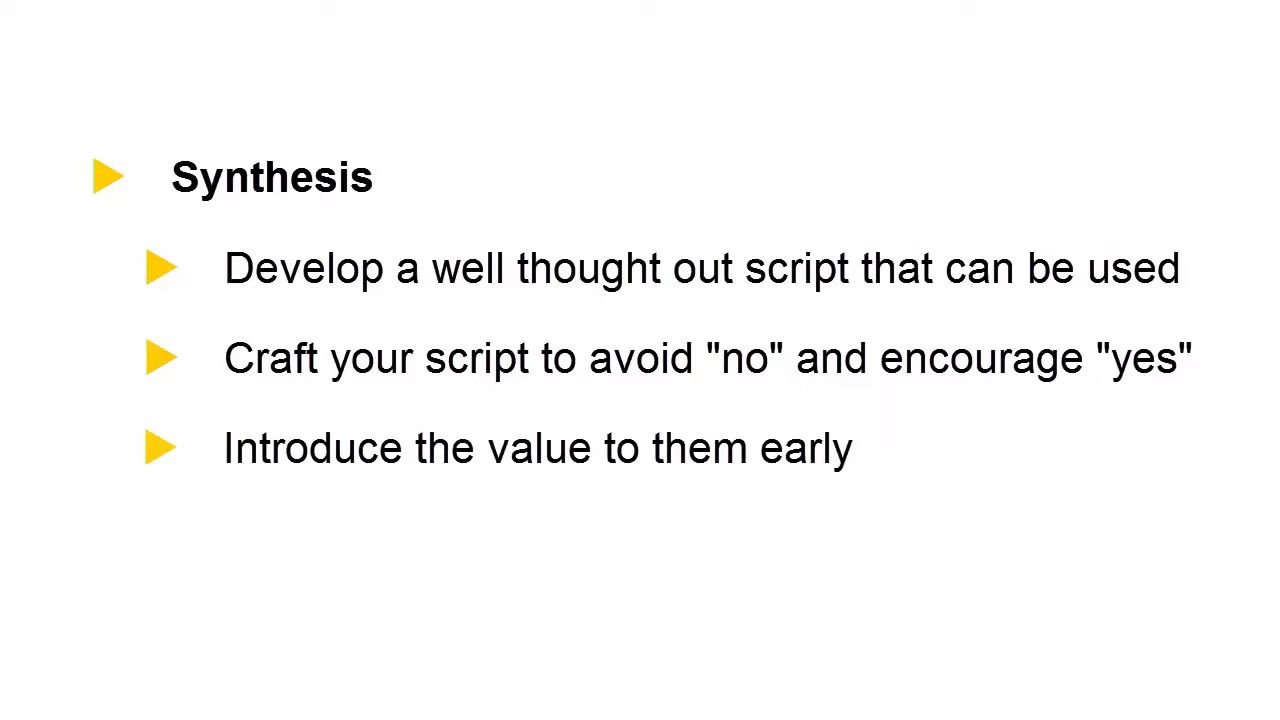 Synthesis
Develop a well thought out script that can be used
Craft your script to avoid "no" and encourage "yes"
Introduce the value to them early